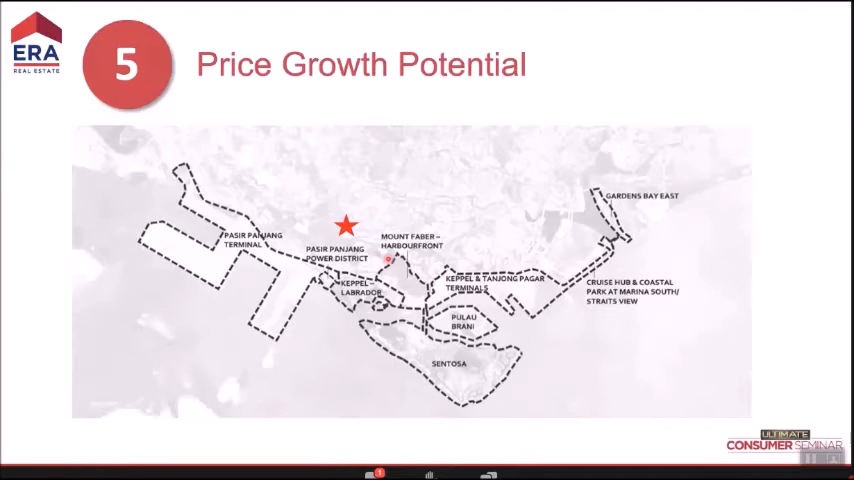 ERA
REAL ESTATE
5
Price Growth Potential
GARDENS BAY EAST
PASIR PANJANG
TERMINAL
MOUNT FABER –
HARBOURFRONT
PASIR PANJANG
POWER DISTRICT
KEPPEL –
LABRADOR
KEPPEL & TANJONG PAGAR
TERMINALS
CRUISE HUB & COASTAL
PARK AT MARINA SOUTH/
STRAITS VIEW
PULAU
BRANI
SENTOSA
ULTIMATE
CONSUMER SEMINAR
1